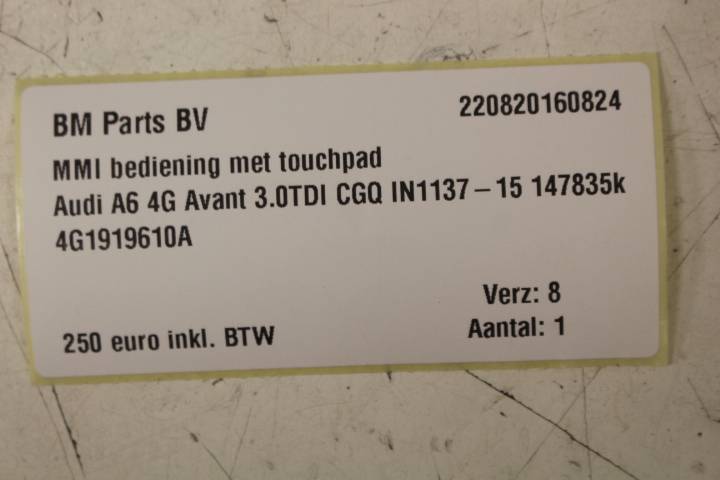 BM Parts BV 220820160824
MMI bediening met touchpad
Audi A6 4G Avant 3.0TDI CGQ IN1137 – 15 147835k
4G1919610A
Verz: 8
250 euro inkl. BTW Aantal: 1